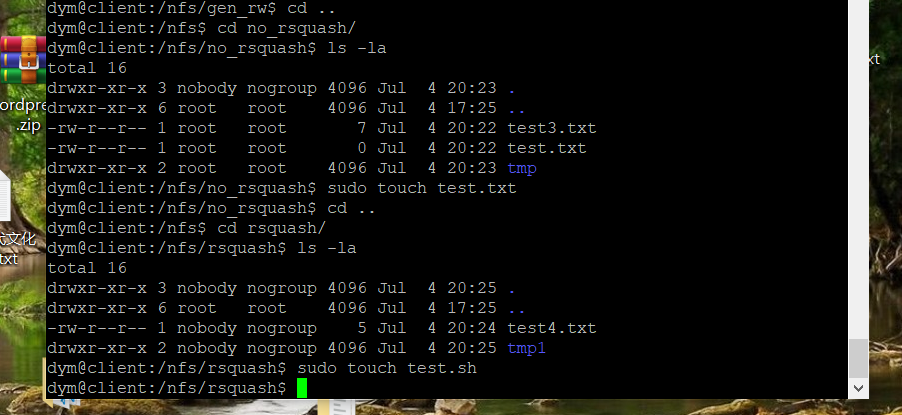 dym@client:/nfs/gen_rw$ cd ..
dym@client:/nfs$ cd no_rsquash/
dym@client:/nfs/no_rsquash$ ls -la
total 16
drwxr-xr-x 3 nobody nogroup 4096 Jul  4 20:23 .
drwxr-xr-x 6 root   root    4096 Jul  4 17:25 ..
-rw-r--r-- 1 root   root       7 Jul  4 20:22 test3.txt
-rw-r--r-- 1 root   root       0 Jul  4 20:22 test.txt
drwxr-xr-x 2 root   root    4096 Jul  4 20:23 tmp
dym@client:/nfs/no_rsquash$ sudo touch test.txt
dym@client:/nfs/no_rsquash$ cd ..
dym@client:/nfs$ cd rsquash/
dym@client:/nfs/rsquash$ ls -la
total 16
drwxr-xr-x 3 nobody nogroup 4096 Jul  4 20:25 .
drwxr-xr-x 6 root   root    4096 Jul  4 17:25 ..
-rw-r--r-- 1 nobody nogroup    5 Jul  4 20:24 test4.txt
drwxr-xr-x 2 nobody nogroup 4096 Jul  4 20:25 tmp1
dym@client:/nfs/rsquash$ sudo touch test.sh
dym@client:/nfs/rsquash$
ordpre
.zip
文化
txt
xt